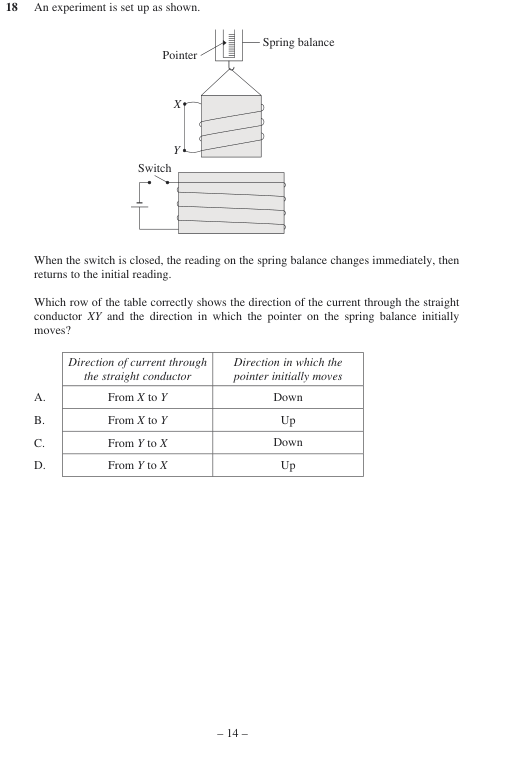 18 An experiment is set up as shown.
Spring balance
Pointer
X
Y
Switch
When the switch is closed, the reading on the spring balance changes immediately, then
returns to the initial reading.
Which row of the table correctly shows the direction of the current through the straight
conductor XY and the direction in which the pointer on the spring balance initially
moves?
Direction of current through the straight conductor | Direction in which the pointer initially moves
A. From X to Y Down
B. From X to Y Up
C. From Y to X Down
D. From Y to X Up
– 14 –